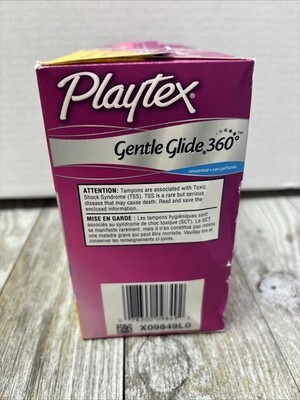 Playtex®
Gentle Glide® 360°™
unscented • non parfumés
ATTENTION: Tampons are associated with Toxic
Shock Syndrome (TSS). TSS is a rare but serious
disease that may cause death. Read and save the
enclosed information.
MISE EN GARDE : Les tampons hygiéniques sont
associés au syndrome de choc toxique (SCT). Le SCT
se manifeste rarement, mais il n'en constitue pas moins
une maladie grave qui peut être mortelle. Veuillez lire et
conserver les renseignements ci-joints.
X09849L0